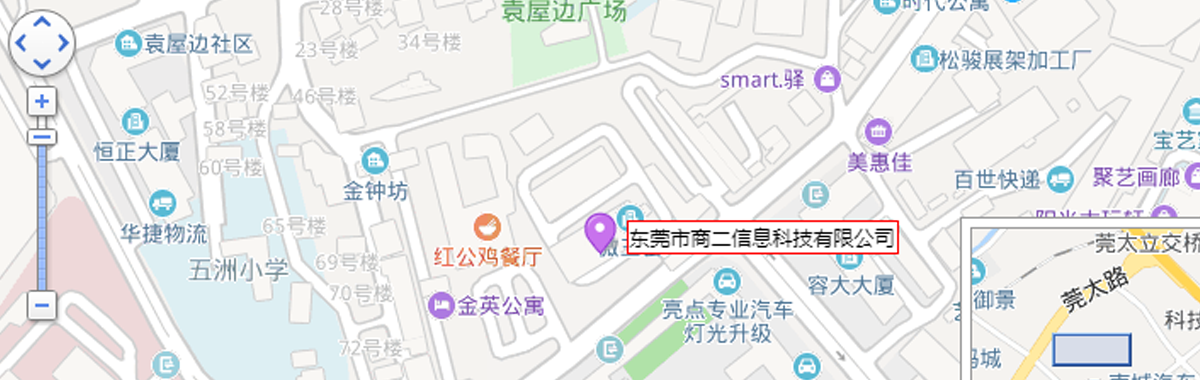 28号楼
袁屋边广场
时代公寓
袁屋边社区
23号楼
34号楼
松骏展架加工厂
smart.驿
52号楼
46号楼
58号楼
恒正大厦
60号楼
金钟坊
美惠佳
百世快递
聚艺画廊
华捷物流
65号楼
红公鸡餐厅
东莞市商二信息科技有限公司
莞太立交桥
五洲小学
69号楼
70号楼
容大大厦
御景
莞太路
金英公寓
亮点专业汽车
灯光升级
科技
72号楼